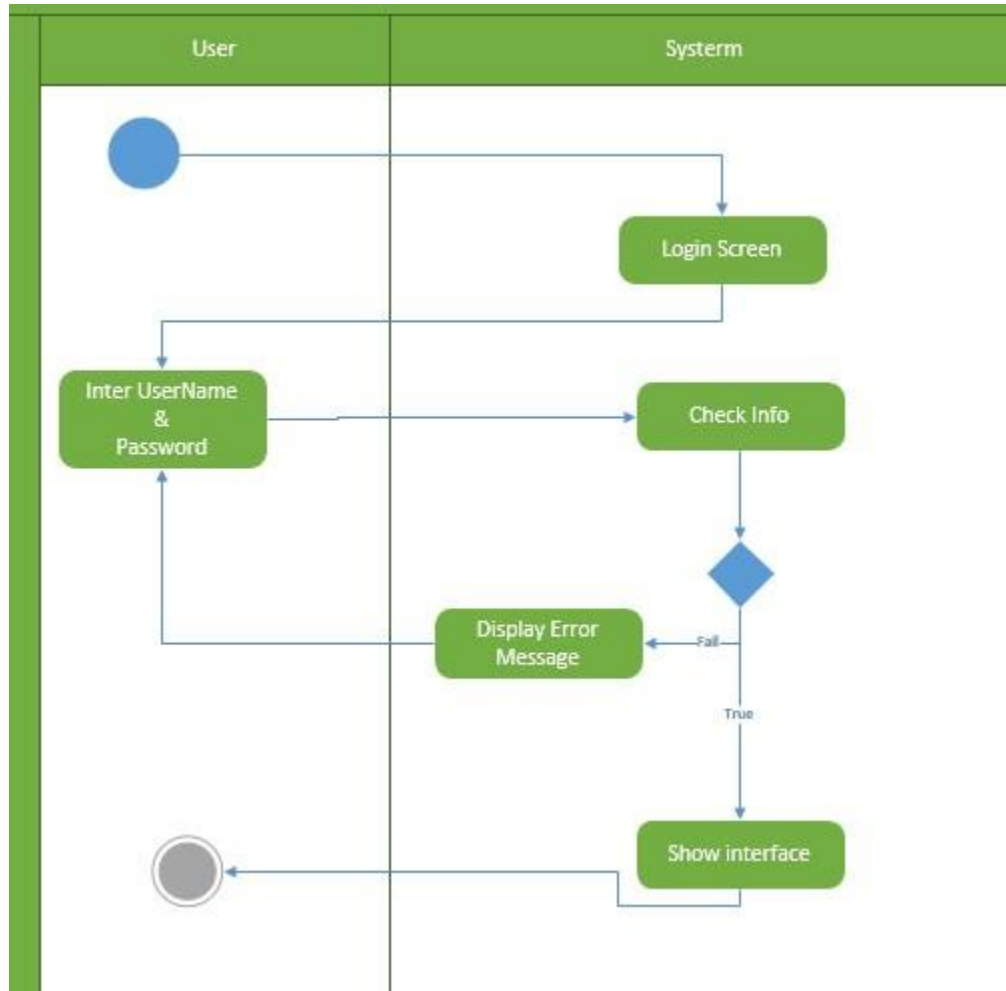 User
Systerm
Login Screen
Inter UserName
&
Password
Check Info
Display Error
Message
Fail
True
Show interface